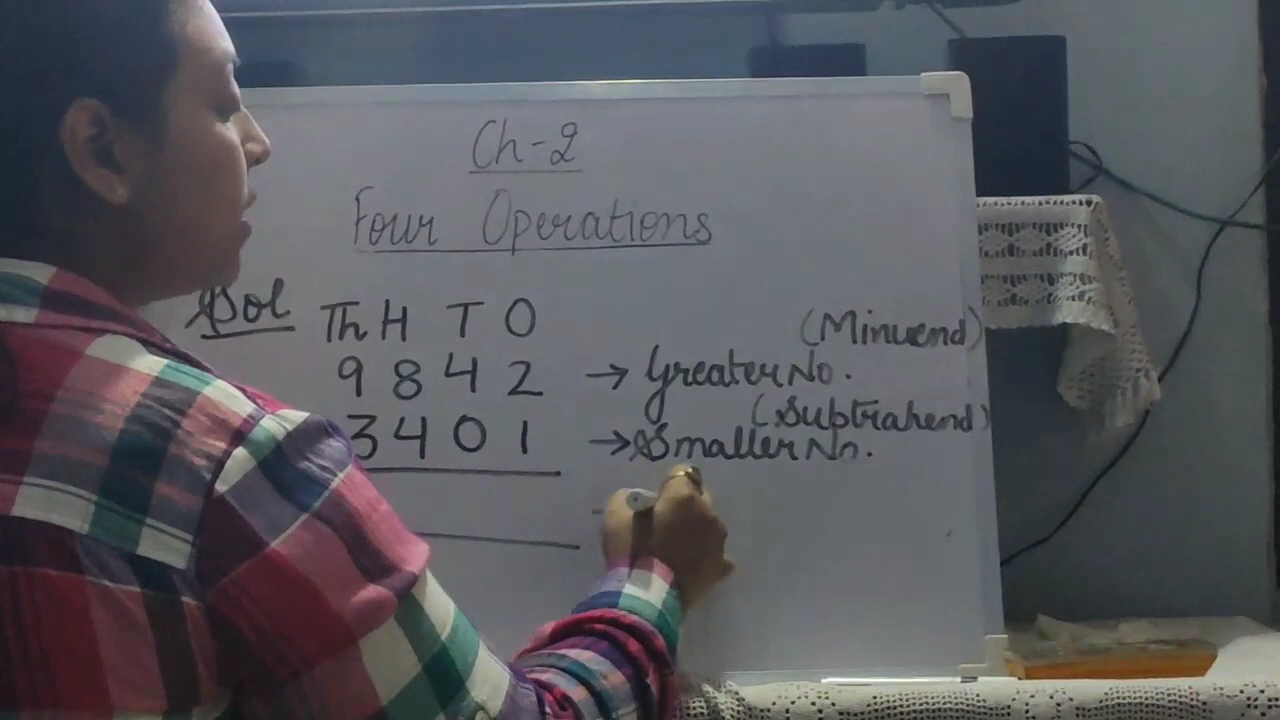 Ch-2
Four Operations
Sol
Th H T O
(Minuend)
9 8 4 2 → Greater No.
(Subtrahend)
3 4 0 1 → Smaller No.